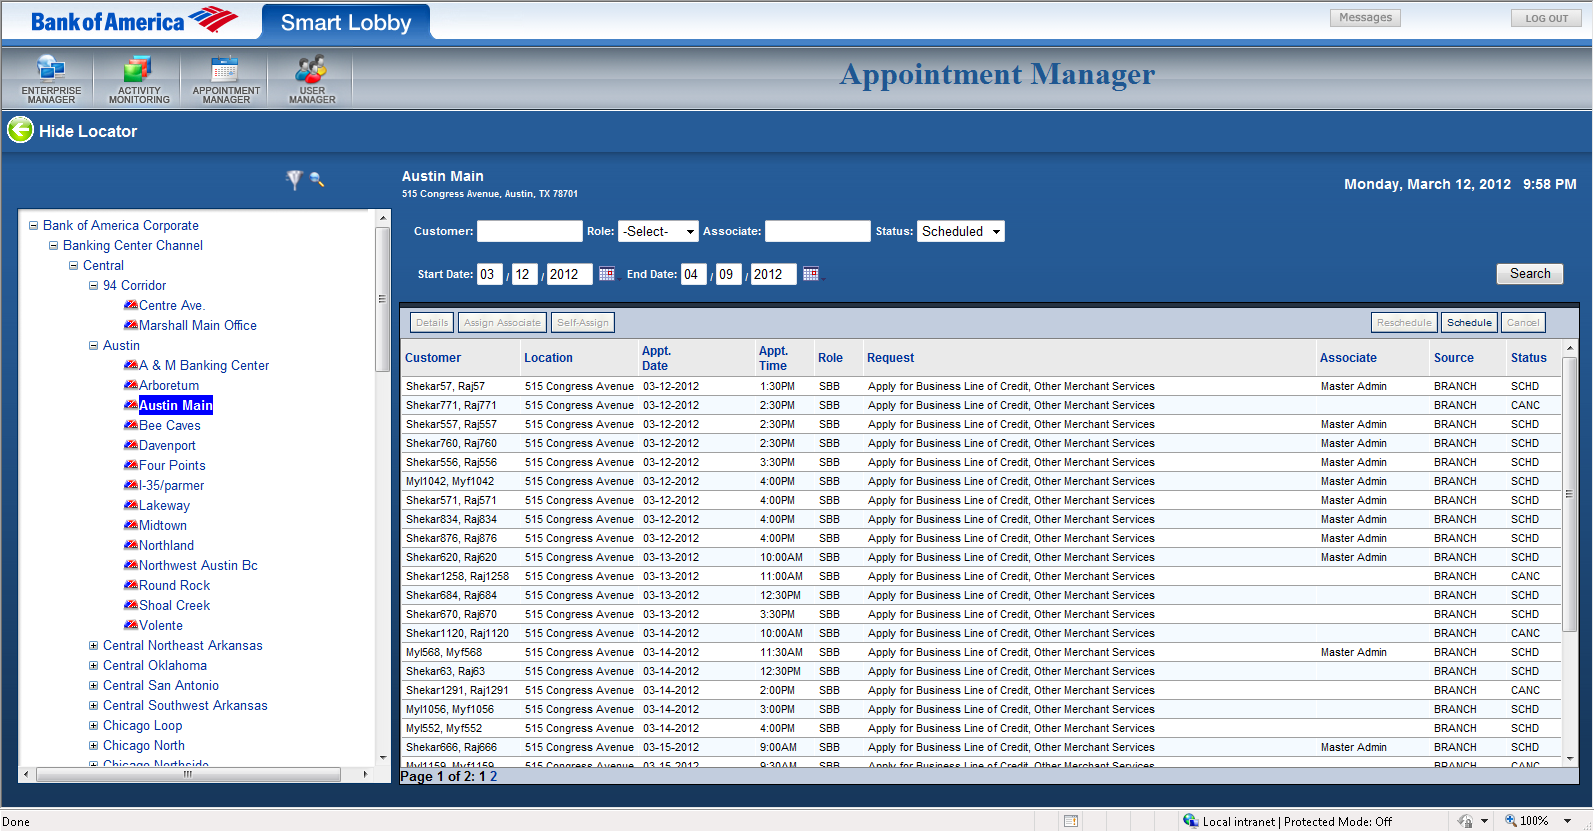 Bank of America Smart Lobby Messages LOG OUT
ENTERPRISE MANAGER ACTIVITY MONITORING APPOINTMENT MANAGER USER MANAGER Appointment Manager
Hide Locator
Austin Main
515 Congress Avenue, Austin, TX 78701
Monday, March 12, 2012 9:58 PM
Customer: Role: -Select- Associate: Status: Scheduled
Start Date: 03 / 12 / 2012 End Date: 04 / 09 / 2012 Search
Bank of America Corporate
Banking Center Channel
Central
94 Corridor
Centre Ave.
Marshall Main Office
Austin
A & M Banking Center
Arboretum
Austin Main
Bee Caves
Davenport
Four Points
I-35/parmer
Lakeway
Midtown
Northland
Northwest Austin Bc
Round Rock
Shoal Creek
Volente
Central Northeast Arkansas
Central Oklahoma
Central San Antonio
Central Southwest Arkansas
Chicago Loop
Chicago North
Chicago Northside
Details Assign Associate Self-Assign Reschedule Schedule Cancel
Customer Location Appt. Date Appt. Time Role Request Associate Source Status
Shekar57, Raj57 515 Congress Avenue 03-12-2012 1:30PM SBB Apply for Business Line of Credit, Other Merchant Services Master Admin BRANCH SCHD
Shekar771, Raj771 515 Congress Avenue 03-12-2012 2:30PM SBB Apply for Business Line of Credit, Other Merchant Services BRANCH CANC
Shekar557, Raj557 515 Congress Avenue 03-12-2012 2:30PM SBB Apply for Business Line of Credit, Other Merchant Services Master Admin BRANCH SCHD
Shekar760, Raj760 515 Congress Avenue 03-12-2012 2:30PM SBB Apply for Business Line of Credit, Other Merchant Services Master Admin BRANCH SCHD
Shekar556, Raj556 515 Congress Avenue 03-12-2012 3:30PM SBB Apply for Business Line of Credit, Other Merchant Services Master Admin BRANCH SCHD
Myl1042, Myf1042 515 Congress Avenue 03-12-2012 4:00PM SBB Apply for Business Line of Credit, Other Merchant Services Master Admin BRANCH SCHD
Shekar571, Raj571 515 Congress Avenue 03-12-2012 4:00PM SBB Apply for Business Line of Credit, Other Merchant Services Master Admin BRANCH SCHD
Shekar834, Raj834 515 Congress Avenue 03-12-2012 4:00PM SBB Apply for Business Line of Credit, Other Merchant Services Master Admin BRANCH SCHD
Shekar876, Raj876 515 Congress Avenue 03-12-2012 4:00PM SBB Apply for Business Line of Credit, Other Merchant Services Master Admin BRANCH SCHD
Shekar620, Raj620 515 Congress Avenue 03-13-2012 10:00AM SBB Apply for Business Line of Credit, Other Merchant Services Master Admin BRANCH SCHD
Shekar1258, Raj1258 515 Congress Avenue 03-13-2012 11:00AM SBB Apply for Business Line of Credit, Other Merchant Services BRANCH CANC
Shekar684, Raj684 515 Congress Avenue 03-13-2012 12:30PM SBB Apply for Business Line of Credit, Other Merchant Services BRANCH SCHD
Shekar670, Raj670 515 Congress Avenue 03-13-2012 3:30PM SBB Apply for Business Line of Credit, Other Merchant Services BRANCH SCHD
Shekar1120, Raj1120 515 Congress Avenue 03-14-2012 10:00AM SBB Apply for Business Line of Credit, Other Merchant Services BRANCH CANC
Myl568, Myf568 515 Congress Avenue 03-14-2012 11:30AM SBB Apply for Business Line of Credit, Other Merchant Services Master Admin BRANCH SCHD
Shekar63, Raj63 515 Congress Avenue 03-14-2012 12:30PM SBB Apply for Business Line of Credit, Other Merchant Services BRANCH SCHD
Shekar1291, Raj1291 515 Congress Avenue 03-14-2012 2:00PM SBB Apply for Business Line of Credit, Other Merchant Services BRANCH CANC
Myl1056, Myf1056 515 Congress Avenue 03-14-2012 3:00PM SBB Apply for Business Line of Credit, Other Merchant Services BRANCH SCHD
Myl552, Myf552 515 Congress Avenue 03-14-2012 4:00PM SBB Apply for Business Line of Credit, Other Merchant Services BRANCH SCHD
Shekar666, Raj666 515 Congress Avenue 03-15-2012 9:00AM SBB Apply for Business Line of Credit, Other Merchant Services Master Admin BRANCH SCHD
Myl1159, Myf1159 515 Congress Avenue 03-15-2012 9:30AM SBB Apply for Business Line of Credit, Other Merchant Services BRANCH CANC
Page 1 of 2: 1 2
Done Local intranet | Protected Mode: Off 100%